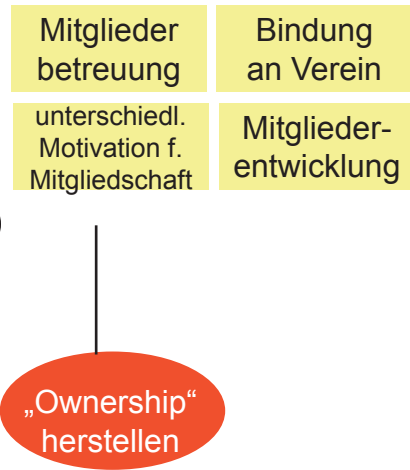 Mitglieder
betreuung
Bindung
an Verein
unterschiedl.
Motivation f.
Mitgliedschaft
Mitglieder-
entwicklung
„Ownership“
herstellen